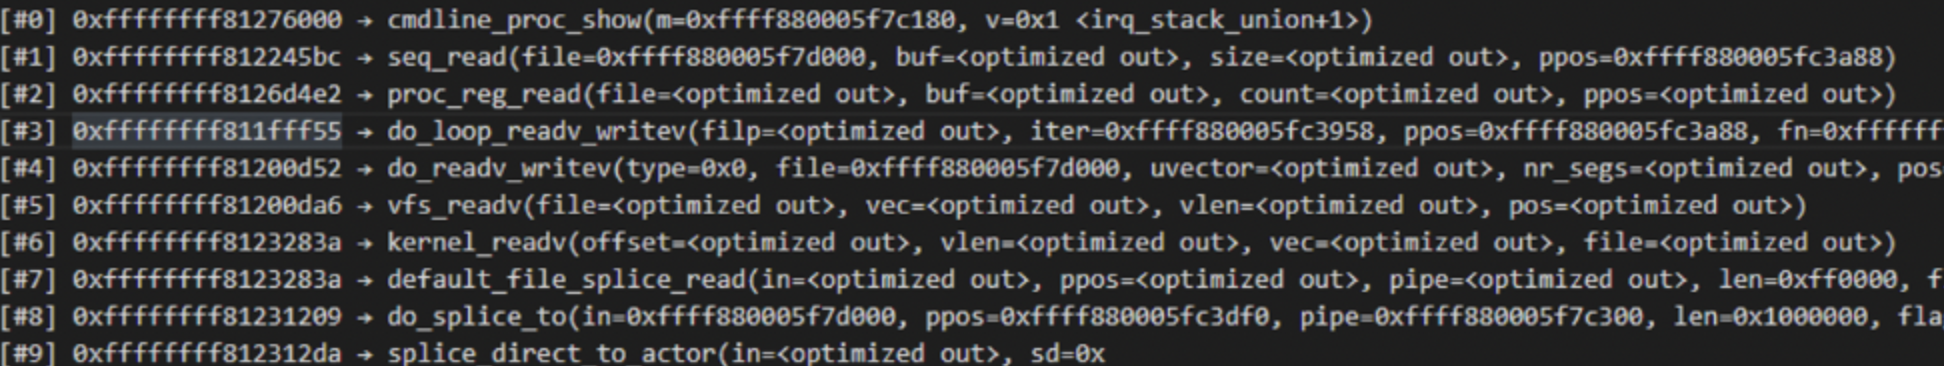 [#0] 0xffffffff81276000 → cmdline_proc_show(m=0xffff880005f7c180, v=0x1 <irq_stack_union+1>)
[#1] 0xffffffff812245bc → seq_read(file=0xffff880005f7d000, buf=<optimized out>, size=<optimized out>, ppos=0xffff880005fc3a88)
[#2] 0xffffffff8126d4e2 → proc_reg_read(file=<optimized out>, buf=<optimized out>, count=<optimized out>, ppos=<optimized out>)
[#3] 0xffffffff811fff55 → do_loop_readv_writev(filp=<optimized out>, iter=0xffff880005fc3958, ppos=0xffff880005fc3a88, fn=0xffffff
[#4] 0xffffffff81200d52 → do_readv_writev(type=0x0, file=0xffff880005f7d000, uvector=<optimized out>, nr_segs=<optimized out>, pos
[#5] 0xffffffff81200da6 → vfs_readv(file=<optimized out>, vec=<optimized out>, vlen=<optimized out>, pos=<optimized out>)
[#6] 0xffffffff8123283a → kernel_readv(offset=<optimized out>, vlen=<optimized out>, vec=<optimized out>, file=<optimized out>)
[#7] 0xffffffff8123283a → default_file_splice_read(in=<optimized out>, ppos=<optimized out>, pipe=<optimized out>, len=0xff0000, f
[#8] 0xffffffff81231209 → do_splice_to(in=0xffff880005f7d000, ppos=0xffff880005fc3df0, pipe=0xffff880005f7c300, len=0x1000000, fla
[#9] 0xffffffff812312da → splice_direct_to_actor(in=<optimized out>, sd=0x